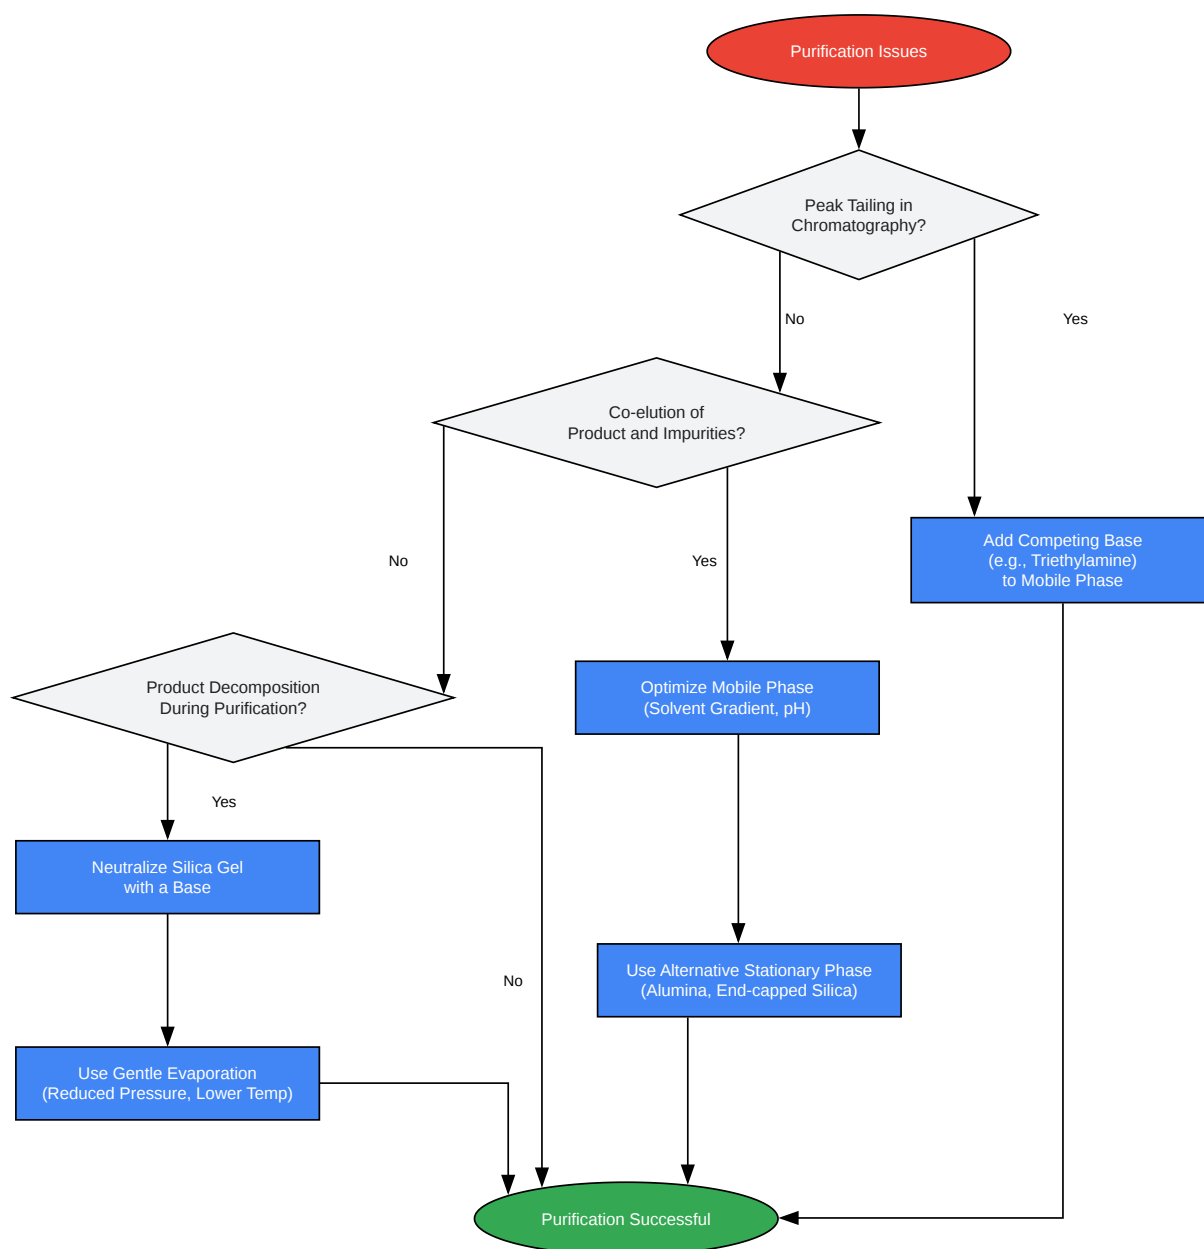 Purification Issues
Peak Tailing in
Chromatography?
No
Yes
Co-elution of
Product and Impurities?
No
Yes
Add Competing Base
(e.g., Triethylamine)
to Mobile Phase
Product Decomposition
During Purification?
Optimize Mobile Phase
(Solvent Gradient, pH)
Yes
Neutralize Silica Gel
with a Base
No
Use Alternative Stationary Phase
(Alumina, End-capped Silica)
Use Gentle Evaporation
(Reduced Pressure, Lower Temp)
Purification Successful